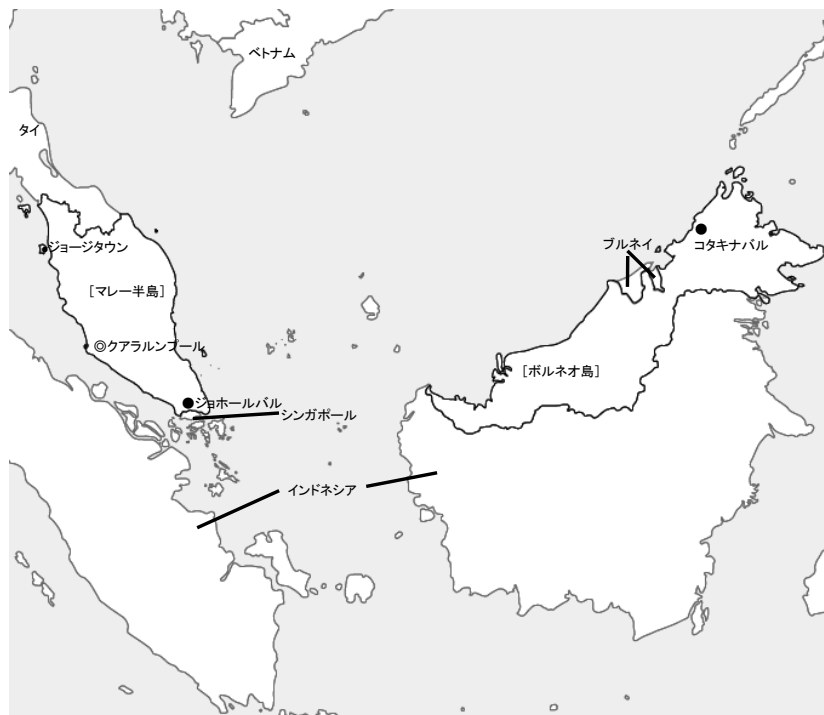 ベトナム
タイ
ブルネイ
コタキナバル
ジョージタウン
[マレー半島]
◎クアラルンプール
[ボルネオ島]
ジョホールバル
シンガポール
インドネシア